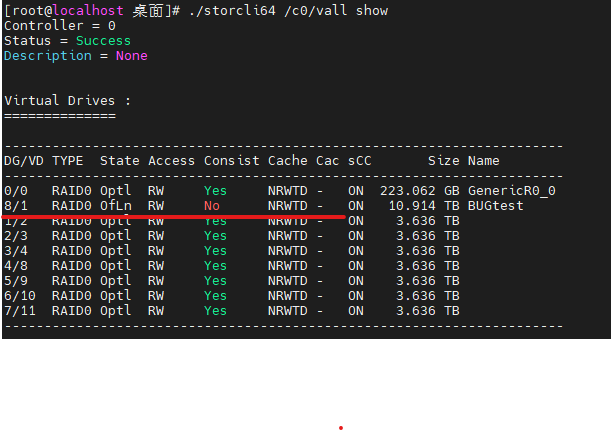 [root@localhost 桌面]# ./storcli64 /c0/vall show
Controller = 0
Status = Success
Description = None
Virtual Drives :
==============
---------------------------------------------------------------------
DG/VD TYPE  State Access Consist Cache Cac sCC       Size Name
---------------------------------------------------------------------
0/0   RAID0 Optl  RW     Yes     NRWTD -   ON  223.062 GB GenericR0_0
8/1   RAID0 OfLn  RW     No      NRWTD -   ON   10.914 TB BUGtest
1/2   RAID0 Optl  RW     Yes     NRWTD -   ON    3.636 TB
2/3   RAID0 Optl  RW     Yes     NRWTD -   ON    3.636 TB
3/4   RAID0 Optl  RW     Yes     NRWTD -   ON    3.636 TB
4/8   RAID0 Optl  RW     Yes     NRWTD -   ON    3.636 TB
5/9   RAID0 Optl  RW     Yes     NRWTD -   ON    3.636 TB
6/10  RAID0 Optl  RW     Yes     NRWTD -   ON    3.636 TB
7/11  RAID0 Optl  RW     Yes     NRWTD -   ON    3.636 TB
---------------------------------------------------------------------